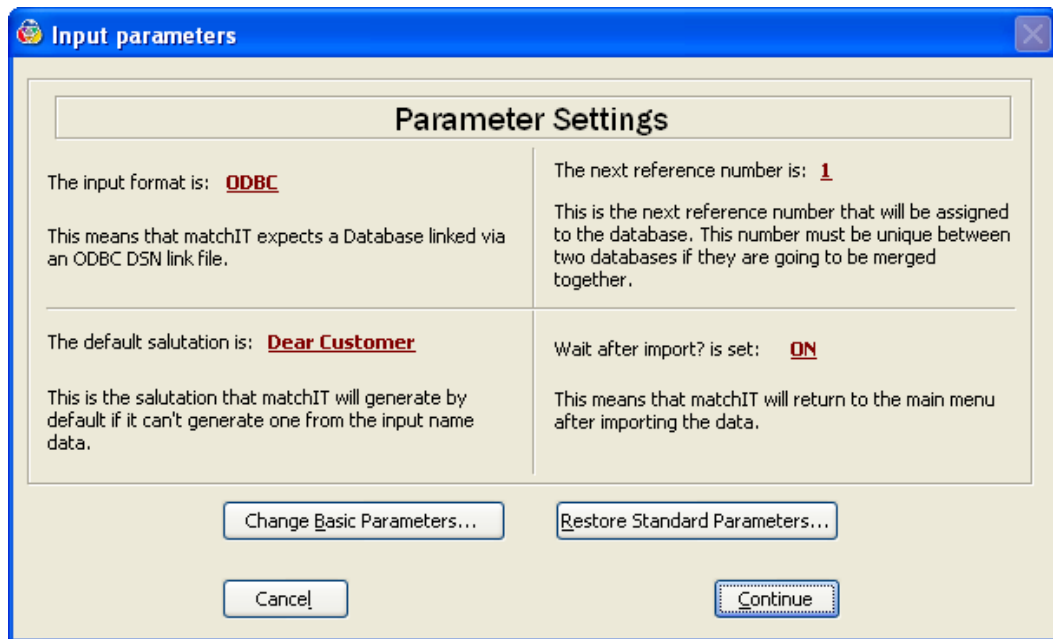 Input parameters
Parameter Settings
The input format is: ODBC
This means that matchIT expects a Database linked via
an ODBC DSN link file.
The next reference number is: 1
This is the next reference number that will be assigned
to the database. This number must be unique between
two databases if they are going to be merged
together.
The default salutation is: Dear Customer
This is the salutation that matchIT will generate by
default if it can't generate one from the input name
data.
Wait after import? is set: ON
This means that matchIT will return to the main menu
after importing the data.
Change Basic Parameters...
Restore Standard Parameters...
Cancel
Continue